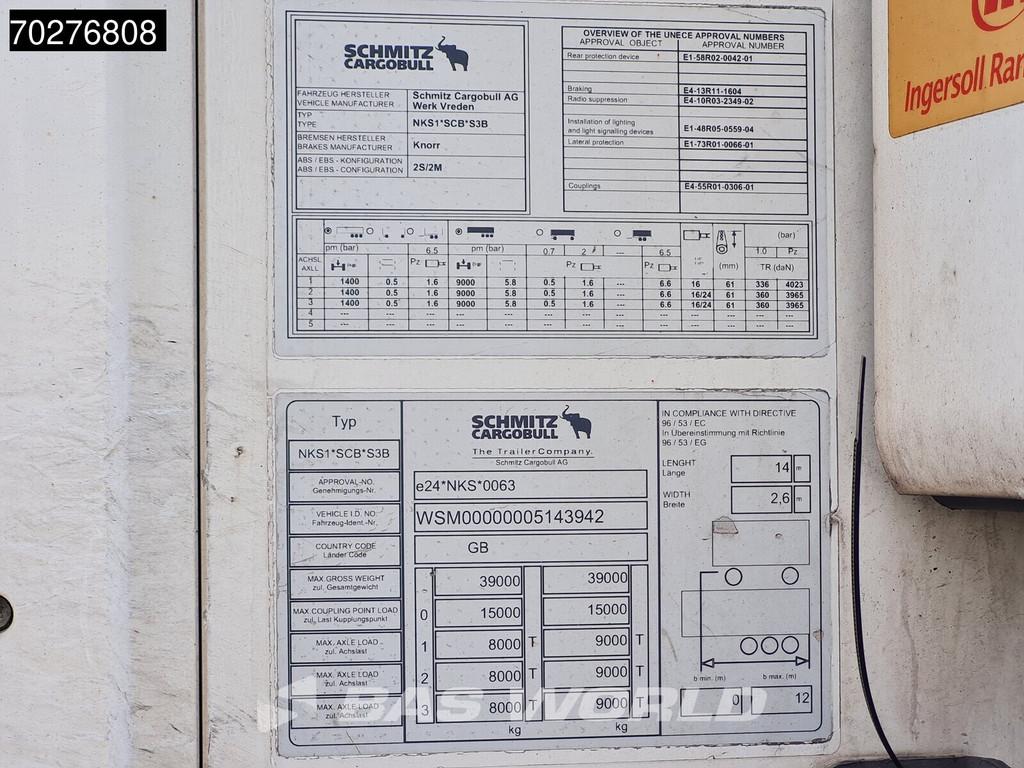 70276808
SCHMITZ
CARGOBULL
FAHRZEUG HERSTELLER
VEHICLE MANUFACTURER
Schmitz Cargobull AG
Werk Vreden
TYP
TYPE
NKS1*SCB*S3B
BREMSEN HERSTELLER
BRAKES MANUFACTURER
Knorr
ABS / EBS - KONFIGURATION
ABS / EBS - CONFIGURATION
2S/2M
OVERVIEW OF THE UNECE APPROVAL NUMBERS
APPROVAL OBJECT APPROVAL NUMBER
Rear protection device E1-58R02-0042-01
Braking E4-13R11-1604
Radio suppression E4-10R03-2349-02
Installation of lighting
and light signalling devices E1-48R05-0559-04
Lateral protection E1-73R01-0066-01
Couplings E4-55R01-0306-01
Ingersoll Ran
pm (bar) 6.5 pm (bar) 0.7 2 --- 6.5 (bar)
1.0 Pz
ACHSL
AXLL
Pz Pz Pz (mm) TR (daN)
1 1400 0.5 1.6 9000 5.8 0.5 1.6 --- 6.6 16 61 336 4023
2 1400 0.5 1.6 9000 5.8 0.5 1.6 --- 6.6 16/24 61 360 3965
3 1400 0.5 1.6 9000 5.8 0.5 1.6 --- 6.6 16/24 61 360 3965
4 --- --- --- --- --- --- --- --- --- --- --- --- ---
5 --- --- --- --- --- --- --- --- --- --- --- --- ---
Typ
NKS1*SCB*S3B
SCHMITZ
CARGOBULL
The TrailerCompany.
Schmitz Cargobull AG
APPROVAL-NO.
Genehmigungs-Nr.
e24*NKS*0063
VEHICLE I.D. NO.
Fahrzeug-Ident.-Nr.
WSM00000005143942
COUNTRY CODE
Länder Code
GB
MAX.GROSS WEIGHT
zul. Gesamtgewicht
39000 39000
MAX.COUPLING POINT LOAD
zul. Last Kupplungspunkt
0 15000 15000
MAX. AXLE LOAD
zul. Achslast
1 8000 T 9000 T
MAX. AXLE LOAD
zul. Achslast
2 8000 T 9000 T
MAX. AXLE LOAD
zul. Achslast
3 8000 T 9000 T
kg kg
IN COMPLIANCE WITH DIRECTIVE
96 / 53 / EC
In Übereinstimmung mit Richtlinie
96 / 53 / EG
LENGHT
Länge
14 m
WIDTH
Breite
2,6 m
b min. (m) b max. (m)
0 12
BAS WORLD